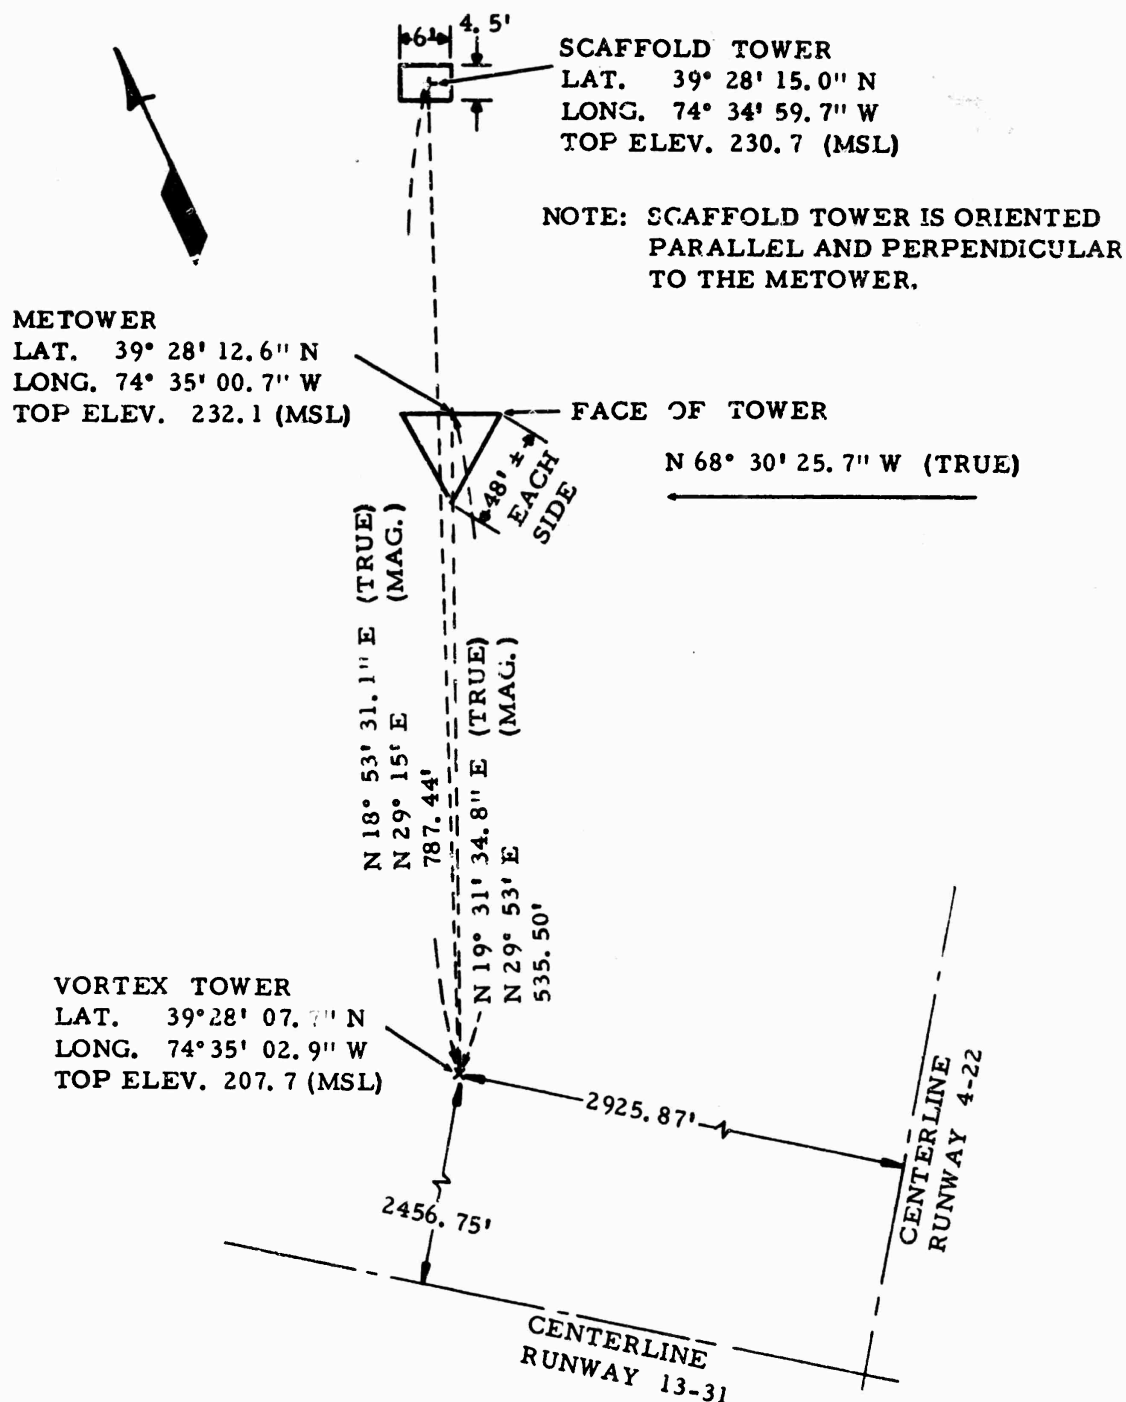 6'
4.5'
SCAFFOLD TOWER
LAT. 39° 28' 15.0" N
LONG. 74° 34' 59.7" W
TOP ELEV. 230.7 (MSL)
NOTE: SCAFFOLD TOWER IS ORIENTED
PARALLEL AND PERPENDICULAR
TO THE METOWER.
METOWER
LAT. 39° 28' 12.6" N
LONG. 74° 35' 00.7" W
TOP ELEV. 232.1 (MSL)
FACE OF TOWER
N 68° 30' 25.7" W (TRUE)
48' ±
EACH
SIDE
N 18° 53' 31.1" E (TRUE)
N 29° 15' E (MAG.)
787.44'
N 19° 31' 34.8" E (TRUE)
N 29° 53' E (MAG.)
535.50'
VORTEX TOWER
LAT. 39° 28' 07. " N
LONG. 74° 35' 02.9" W
TOP ELEV. 207.7 (MSL)
2925.87'
2456.75'
CENTERLINE
RUNWAY 4-22
CENTERLINE
RUNWAY 13-31